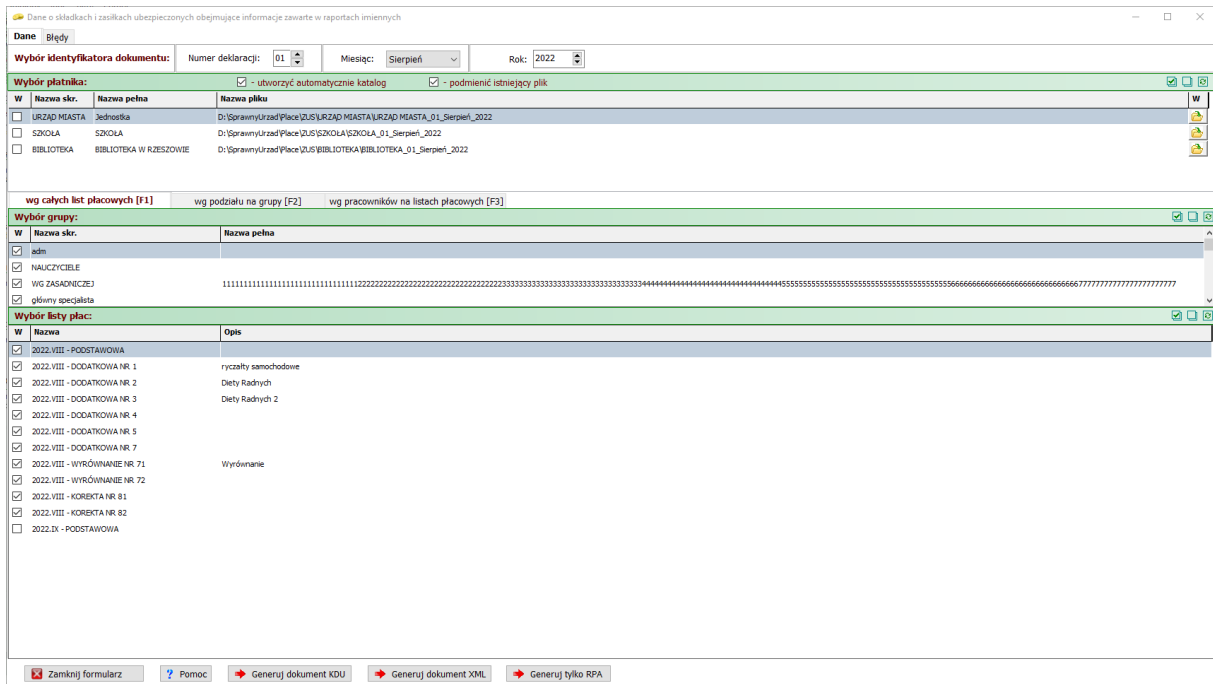 Dane o składkach i zasiłkach ubezpieczonych obejmujące informacje zawarte w raportach imiennych
Dane Błędy
Wybór identyfikatora dokumentu: Numer deklaracji: 01 Miesiąc: Sierpień Rok: 2022
Wybór płatnika: - utworzyć automatycznie katalog - podmienić istniejący plik
W Nazwa skr. Nazwa pełna Nazwa pliku W
URZĄD MIASTA Jednostka D:\SprawnyUrzad\Place\ZUS\URZĄD MIASTA\URZĄD MIASTA_01_Sierpień_2022
SZKOŁA SZKOŁA D:\SprawnyUrzad\Place\ZUS\SZKOŁA\SZKOŁA_01_Sierpień_2022
BIBLIOTEKA BIBLIOTEKA W RZESZOWIE D:\SprawnyUrzad\Place\ZUS\BIBLIOTEKA\BIBLIOTEKA_01_Sierpień_2022
wg całych list płacowych [F1] wg podziału na grupy [F2] wg pracowników na listach płacowych [F3]
Wybór grupy:
W Nazwa skr. Nazwa pełna
adm
NAUCZYCIELE
WG ZASADNICZEJ
główny specjalista
Wybór listy płac:
W Nazwa Opis
2022.VIII - PODSTAWOWA
2022.VIII - DODATKOWA NR 1 ryczałty samochodowe
2022.VIII - DODATKOWA NR 2 Diety Radnych
2022.VIII - DODATKOWA NR 3 Diety Radnych 2
2022.VIII - DODATKOWA NR 4
2022.VIII - DODATKOWA NR 5
2022.VIII - DODATKOWA NR 7
2022.VIII - WYRÓWNANIE NR 71 Wyrównanie
2022.VIII - WYRÓWNANIE NR 72
2022.VIII - KOREKTA NR 81
2022.VIII - KOREKTA NR 82
2022.IX - PODSTAWOWA
Zamknij formularz ? Pomoc Generuj dokument KDU Generuj dokument XML Generuj tylko RPA